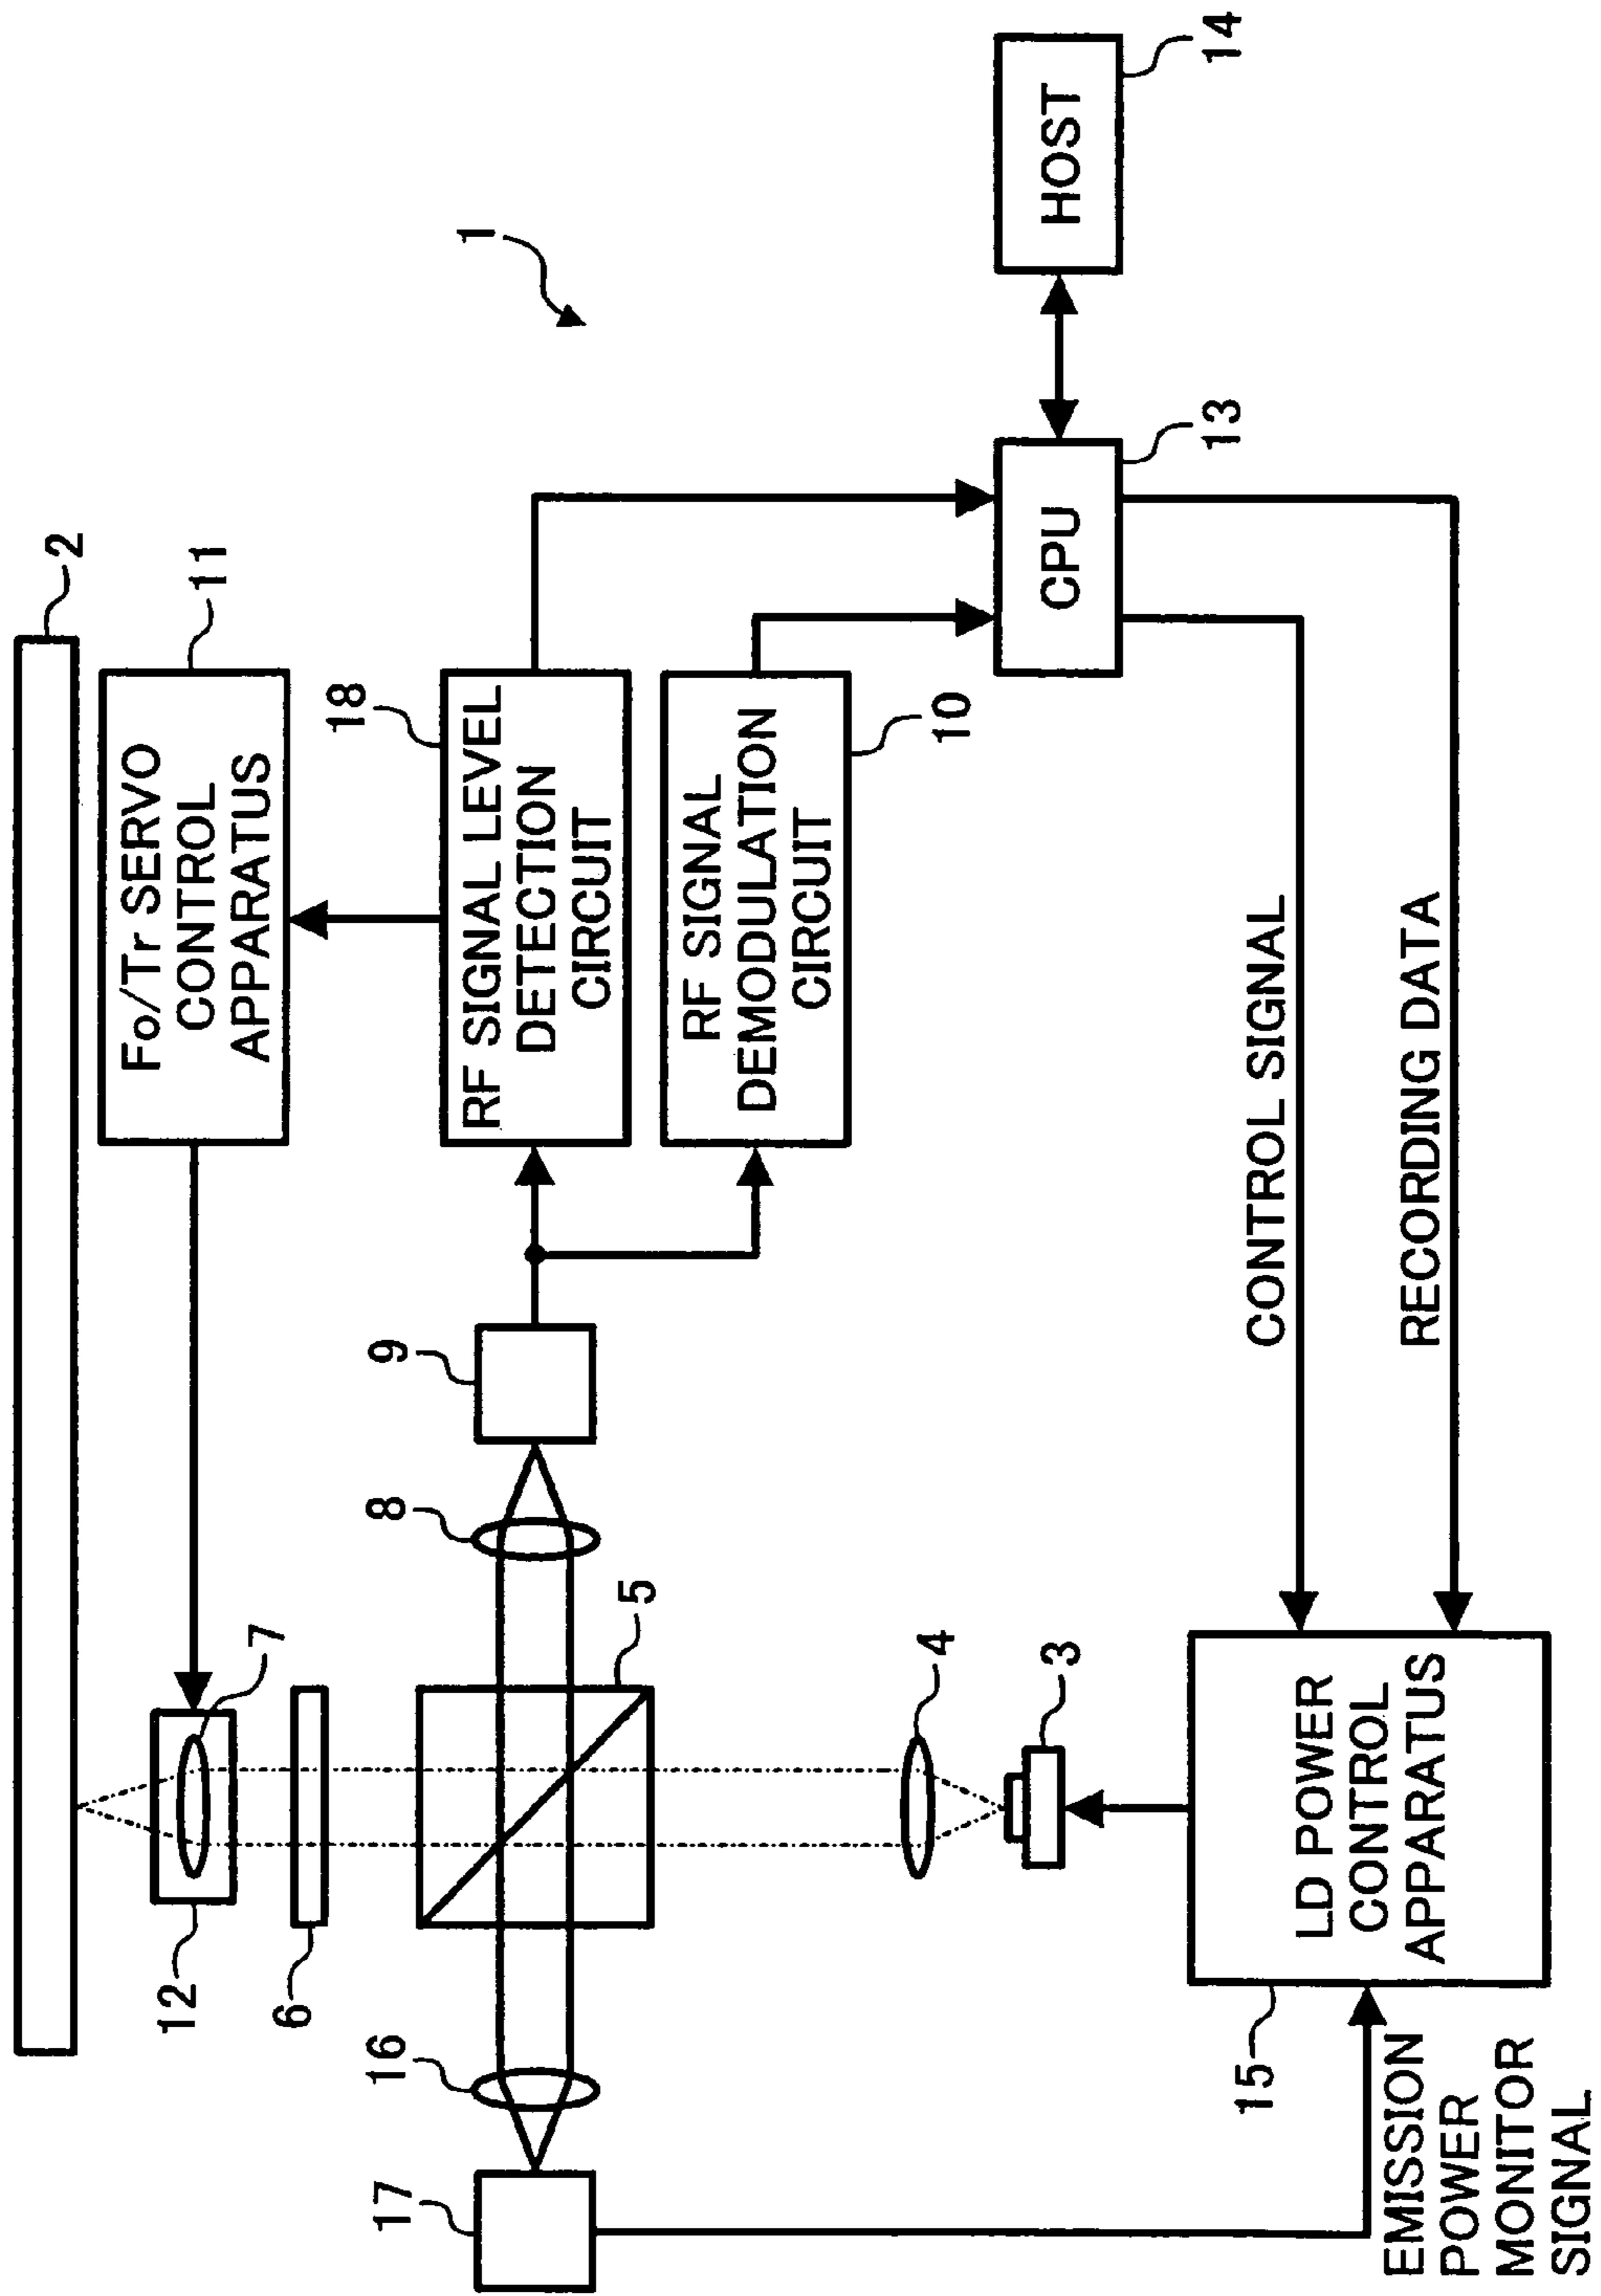 1
2
Fo/Tr SERVO
CONTROL
APPARATUS
11
7
12
6
18
RF SIGNAL LEVEL
DETECTION
CIRCUIT
RF SIGNAL
DEMODULATION
CIRCUIT
10
9
8
5
16
17
4
3
HOST
14
CPU
13
CONTROL SIGNAL
RECORDING DATA
LD POWER
CONTROL
APPARATUS
15
EMISSION
POWER
MONITOR
SIGNAL